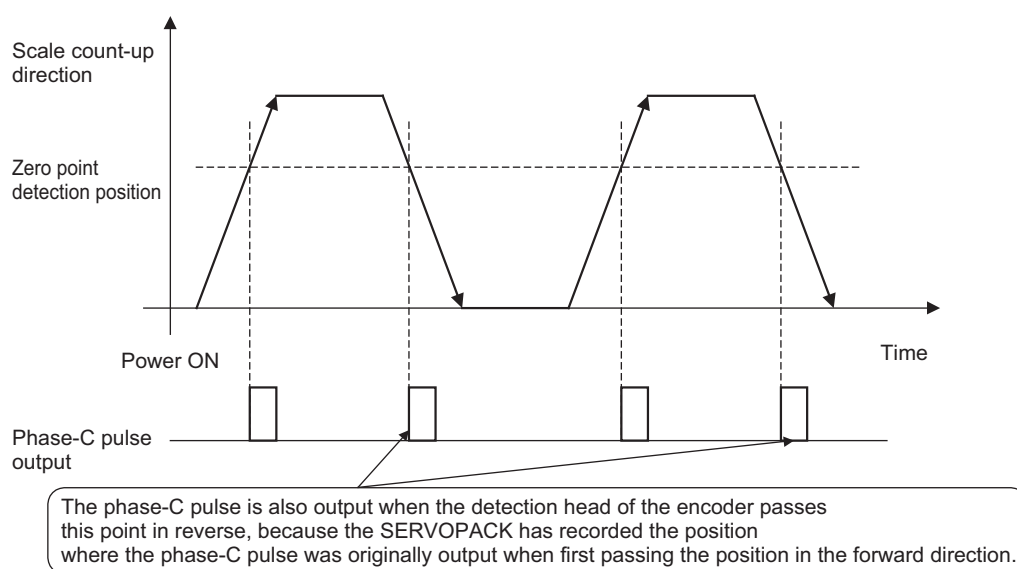 Scale count-up
direction
Zero point
detection position
Power ON
Time
Phase-C pulse
output
The phase-C pulse is also output when the detection head of the encoder passes
this point in reverse, because the SERVOPACK has recorded the position
where the phase-C pulse was originally output when first passing the position in the forward direction.